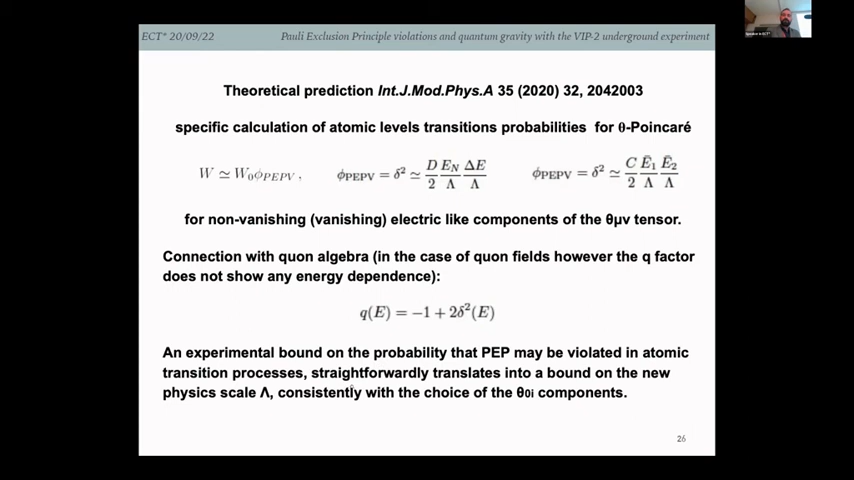 ECT* 20/09/22 Pauli Exclusion Principle violations and quantum gravity with the VIP-2 underground experiment
Speaker in ECT*
Theoretical prediction Int.J.Mod.Phys.A 35 (2020) 32, 2042003
specific calculation of atomic levels transitions probabilities for θ-Poincaré
W ≃ W₀φ_PEPV , φ_PEPV = δ² ≃ D/2 E_N/Λ ΔE/Λ φ_PEPV = δ² ≃ C/2 Ē₁/Λ Ē₂/Λ
for non-vanishing (vanishing) electric like components of the θμν tensor.
Connection with quon algebra (in the case of quon fields however the q factor
does not show any energy dependence):
q(E) = −1 + 2δ²(E)
An experimental bound on the probability that PEP may be violated in atomic
transition processes, straightforwardly translates into a bound on the new
physics scale Λ, consistently with the choice of the θ₀ᵢ components.
26